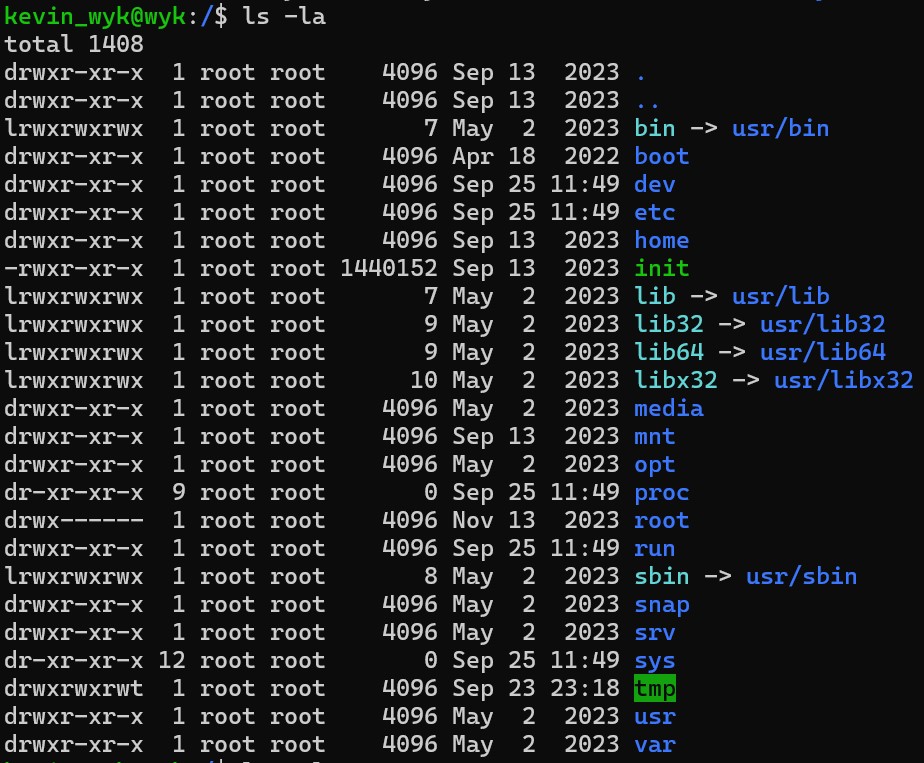 kevin_wyk@wyk:/$ ls -la
total 1408
drwxr-xr-x  1 root root    4096 Sep 13  2023 .
drwxr-xr-x  1 root root    4096 Sep 13  2023 ..
lrwxrwxrwx  1 root root       7 May  2  2023 bin -> usr/bin
drwxr-xr-x  1 root root    4096 Apr 18  2022 boot
drwxr-xr-x  1 root root    4096 Sep 25 11:49 dev
drwxr-xr-x  1 root root    4096 Sep 25 11:49 etc
drwxr-xr-x  1 root root    4096 Sep 13  2023 home
-rwxr-xr-x  1 root root 1440152 Sep 13  2023 init
lrwxrwxrwx  1 root root       7 May  2  2023 lib -> usr/lib
lrwxrwxrwx  1 root root       9 May  2  2023 lib32 -> usr/lib32
lrwxrwxrwx  1 root root       9 May  2  2023 lib64 -> usr/lib64
lrwxrwxrwx  1 root root      10 May  2  2023 libx32 -> usr/libx32
drwxr-xr-x  1 root root    4096 May  2  2023 media
drwxr-xr-x  1 root root    4096 Sep 13  2023 mnt
drwxr-xr-x  1 root root    4096 May  2  2023 opt
dr-xr-xr-x  9 root root       0 Sep 25 11:49 proc
drwx------  1 root root    4096 Nov 13  2023 root
drwxr-xr-x  1 root root    4096 Sep 25 11:49 run
lrwxrwxrwx  1 root root       8 May  2  2023 sbin -> usr/sbin
drwxr-xr-x  1 root root    4096 May  2  2023 snap
drwxr-xr-x  1 root root    4096 May  2  2023 srv
dr-xr-xr-x 12 root root       0 Sep 25 11:49 sys
drwxrwxrwt  1 root root    4096 Sep 23 23:18 tmp
drwxr-xr-x  1 root root    4096 May  2  2023 usr
drwxr-xr-x  1 root root    4096 May  2  2023 var